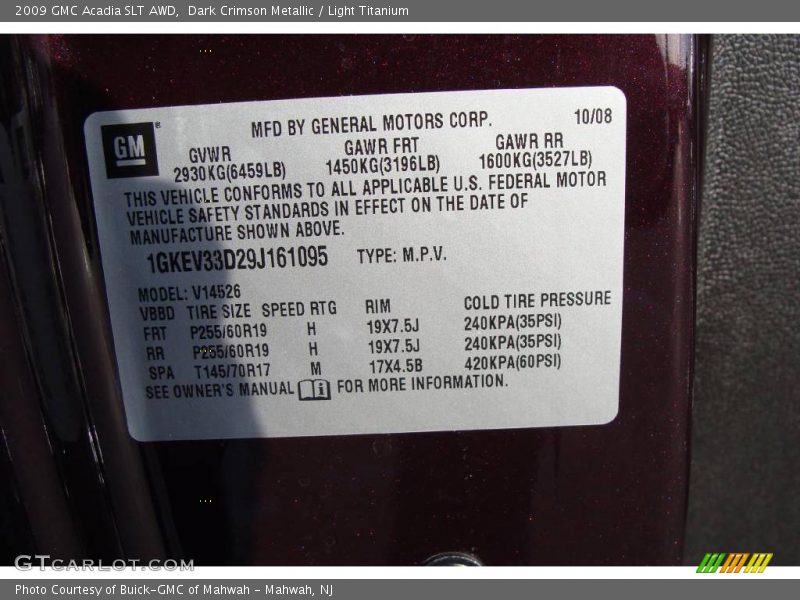 2009 GMC Acadia SLT AWD,  Dark Crimson Metallic / Light Titanium
GM ®
MFD BY GENERAL MOTORS CORP. 10/08
GVWR GAWR FRT GAWR RR
2930KG(6459LB) 1450KG(3196LB) 1600KG(3527LB)
THIS VEHICLE CONFORMS TO ALL APPLICABLE U.S. FEDERAL MOTOR
VEHICLE SAFETY STANDARDS IN EFFECT ON THE DATE OF
MANUFACTURE SHOWN ABOVE.
1GKEV33D29J161095 TYPE: M.P.V.
MODEL: V14526
VBBD TIRE SIZE SPEED RTG RIM COLD TIRE PRESSURE
FRT P255/60R19 H 19X7.5J 240KPA(35PSI)
RR P255/60R19 H 19X7.5J 240KPA(35PSI)
SPA T145/70R17 M 17X4.5B 420KPA(60PSI)
SEE OWNER'S MANUAL FOR MORE INFORMATION.
GTCARLOT.COM
Photo Courtesy of Buick-GMC of Mahwah - Mahwah, NJ